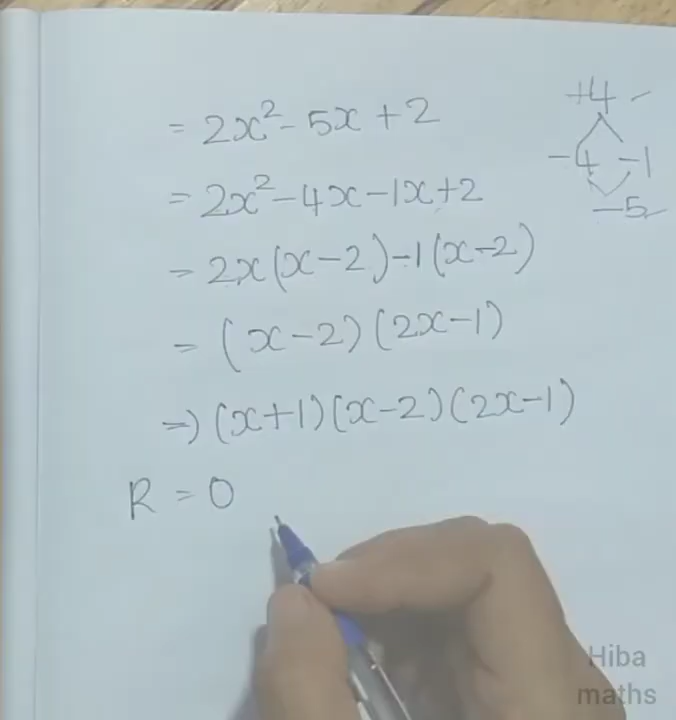 = 2x² - 5x + 2
+4 ✓
-4 -1
-5 ✓
= 2x² - 4x - 1x + 2
= 2x(x-2) - 1(x-2)
= (x-2)(2x-1)
⇒ (x+1)(x-2)(2x-1)
R = 0
Hiba
maths